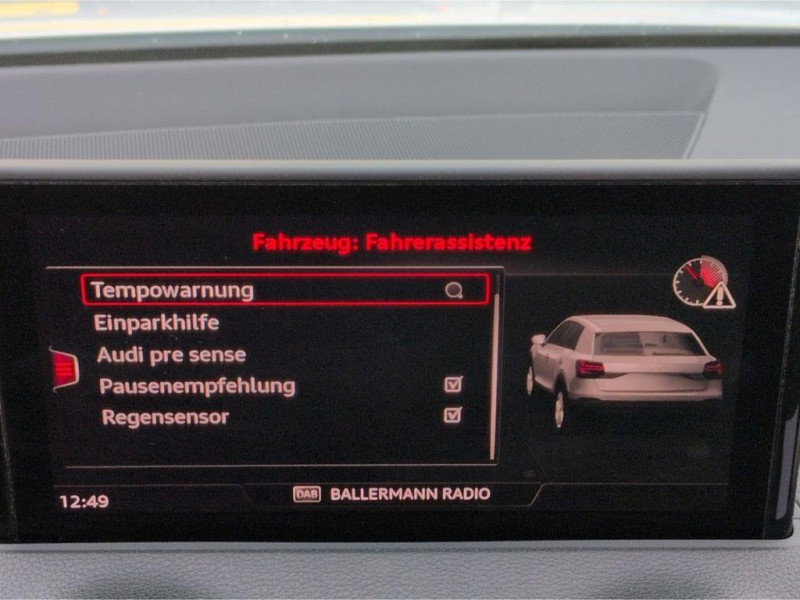 Fahrzeug: Fahrerassistenz
Tempowarnung
Einparkhilfe
Audi pre sense
Pausenempfehlung
Regensensor
12:49
DAB BALLERMANN RADIO